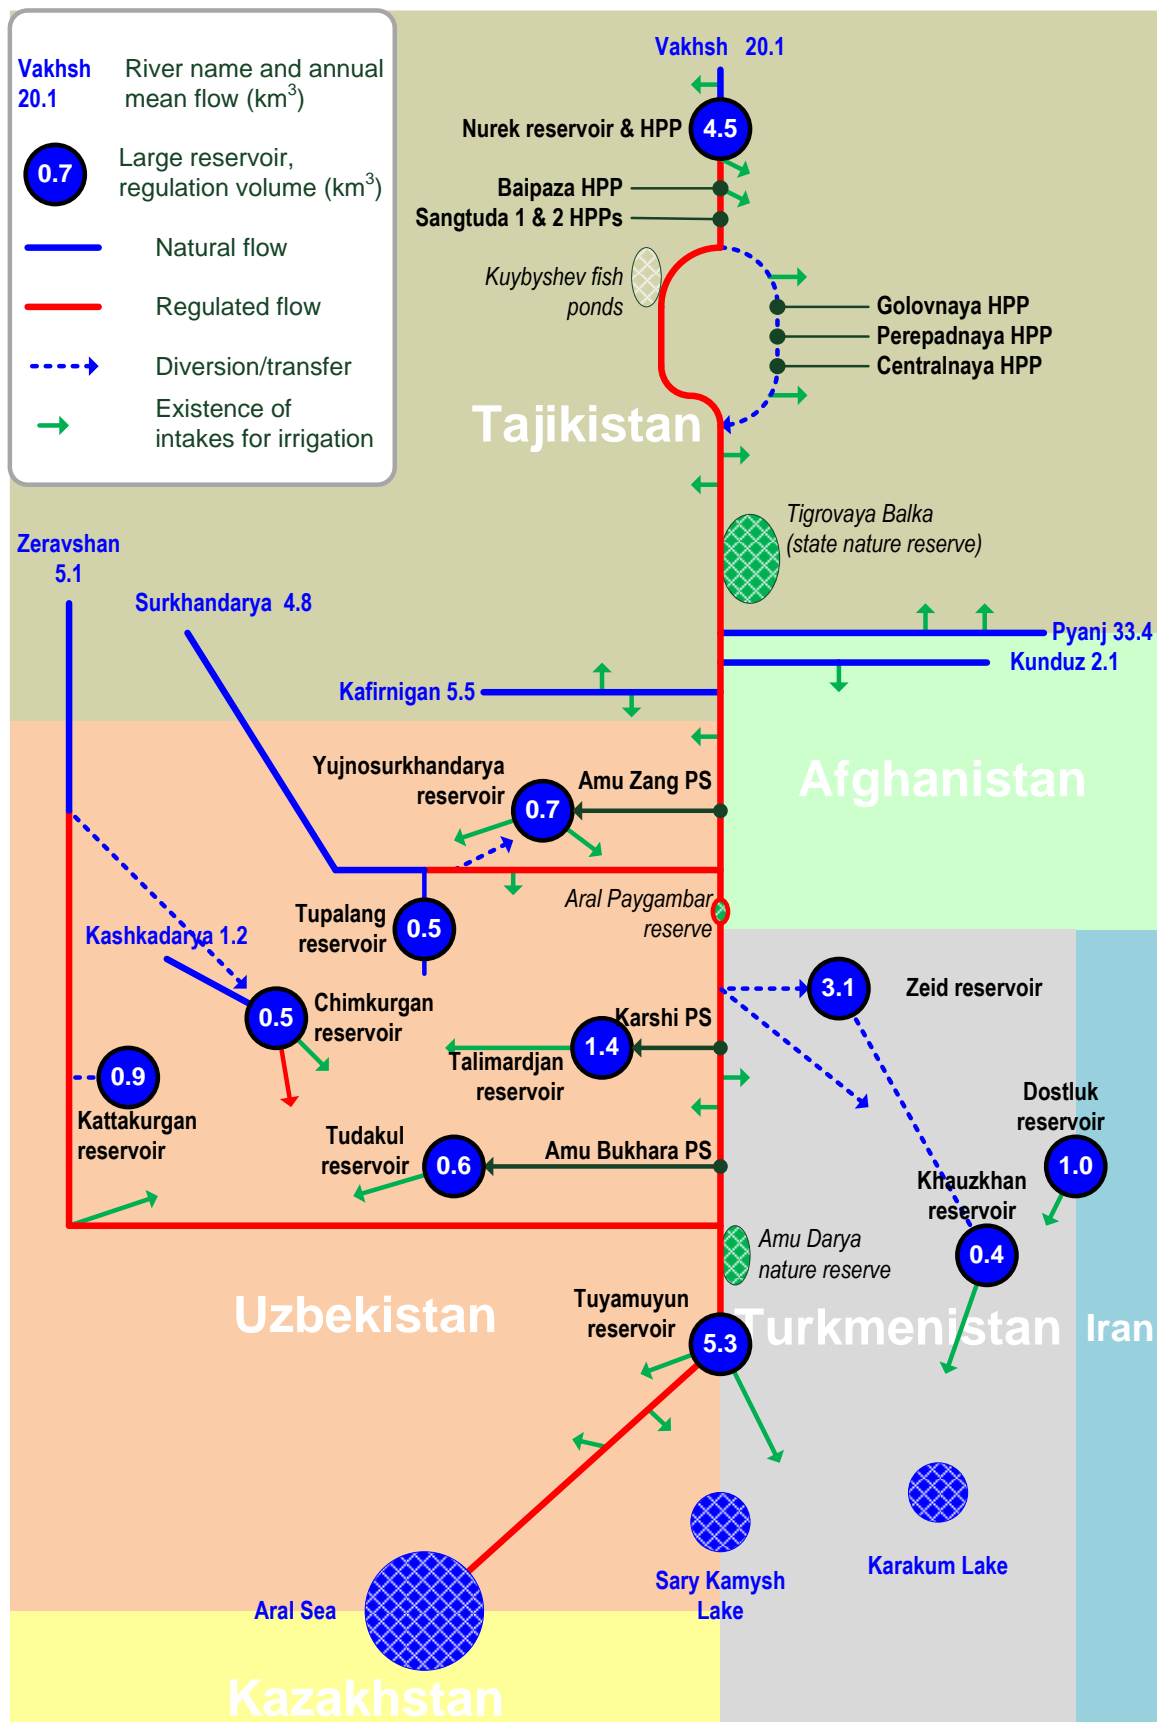 Vakhsh
20.1
River name and annual
mean flow (km³)
0.7
Large reservoir,
regulation volume (km³)
Natural flow
Regulated flow
Diversion/transfer
Existence of
intakes for irrigation
Vakhsh 20.1
Nurek reservoir & HPP
4.5
Baipaza HPP
Sangtuda 1 & 2 HPPs
Kuybyshev fish
ponds
Golovnaya HPP
Perepadnaya HPP
Centralnaya HPP
Tajikistan
Tigrovaya Balka
(state nature reserve)
Zeravshan
5.1
Surkhandarya 4.8
Pyanj 33.4
Kunduz 2.1
Kafirnigan 5.5
Yujnosurkhandarya
reservoir
0.7
Amu Zang PS
Afghanistan
Aral Paygambar
reserve
Tupalang
reservoir
0.5
Kashkadarya 1.2
Chimkurgan
reservoir
0.5
Zeid reservoir
3.1
Karshi PS
1.4
Talimardjan
reservoir
0.9
Kattakurgan
reservoir
Dostluk
reservoir
1.0
Tudakul
reservoir
0.6
Amu Bukhara PS
Khauzkhan
reservoir
0.4
Amu Darya
nature reserve
Uzbekistan
Tuyamuyun
reservoir
5.3
Turkmenistan
Iran
Karakum Lake
Sary Kamysh
Lake
Aral Sea
Kazakhstan